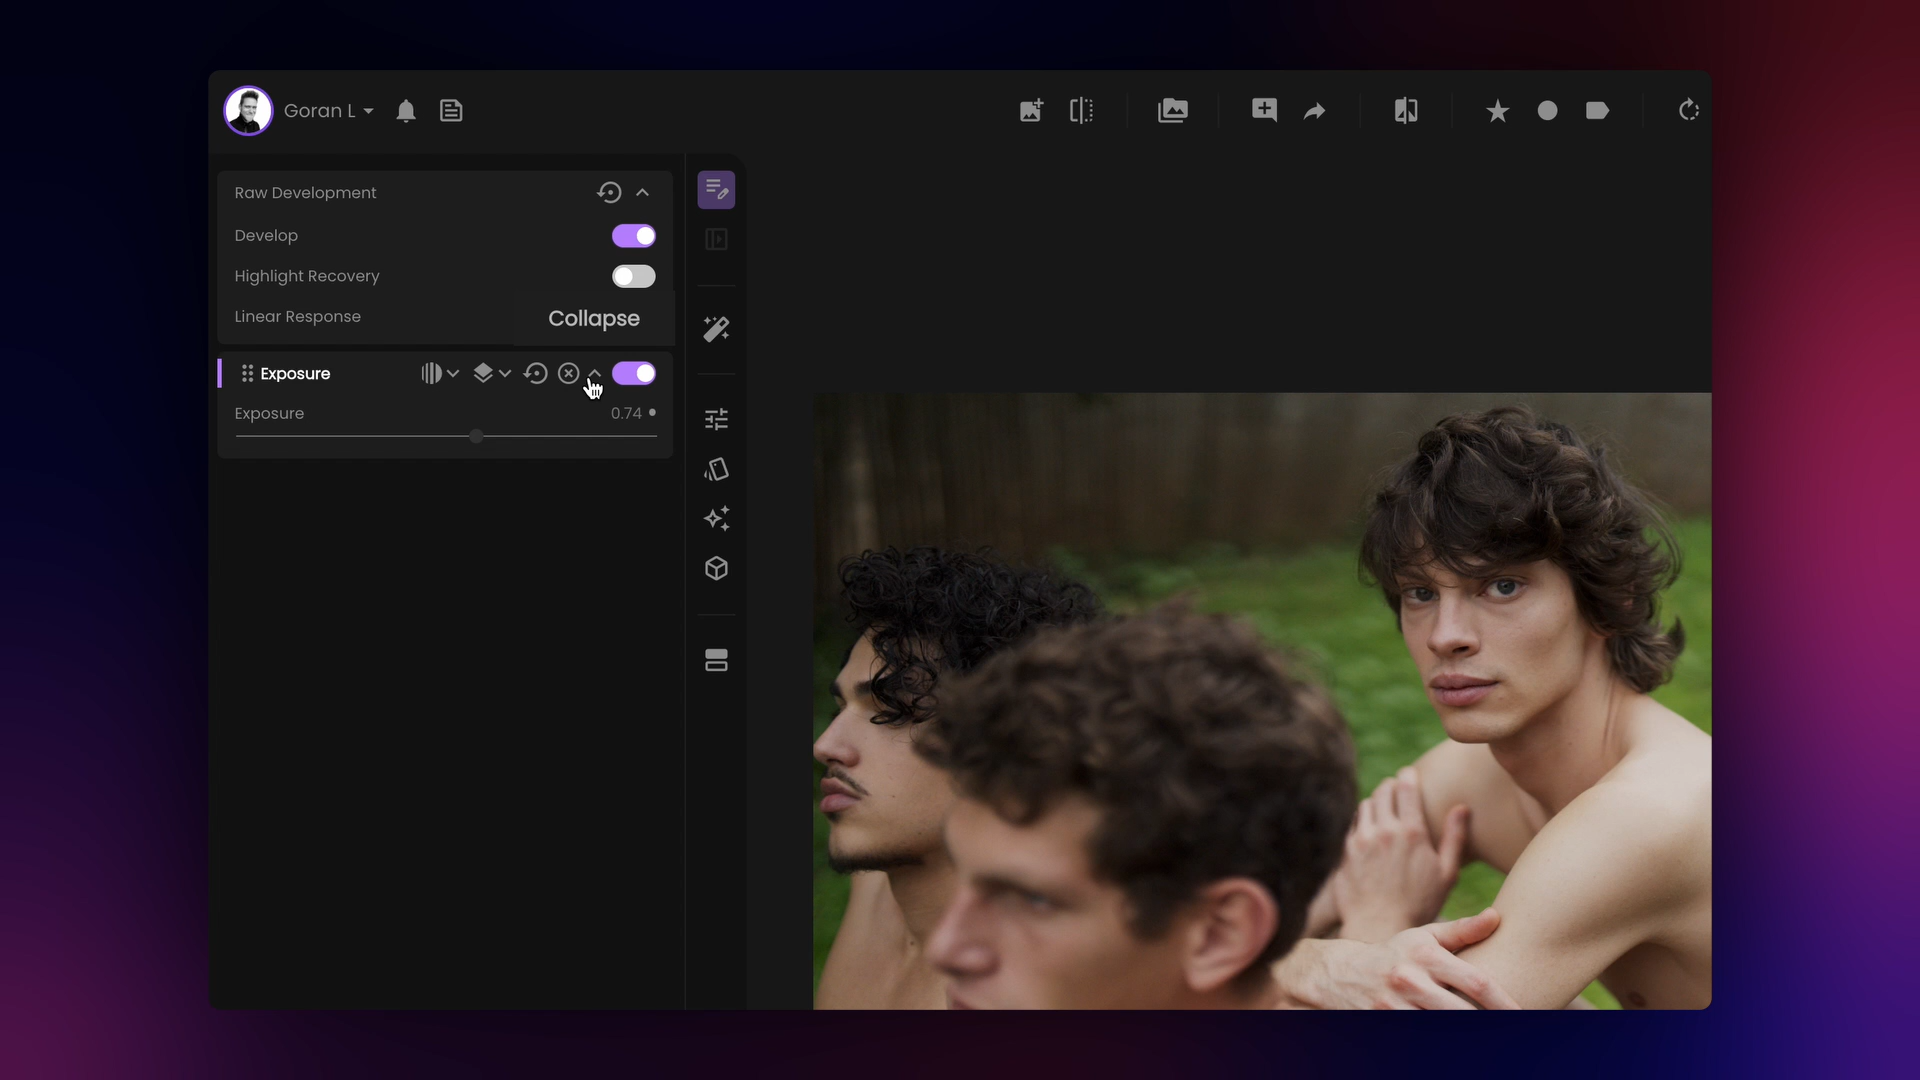 Goran L
Raw Development
Develop
Highlight Recovery
Linear Response
Collapse
Exposure
Exposure 0.74